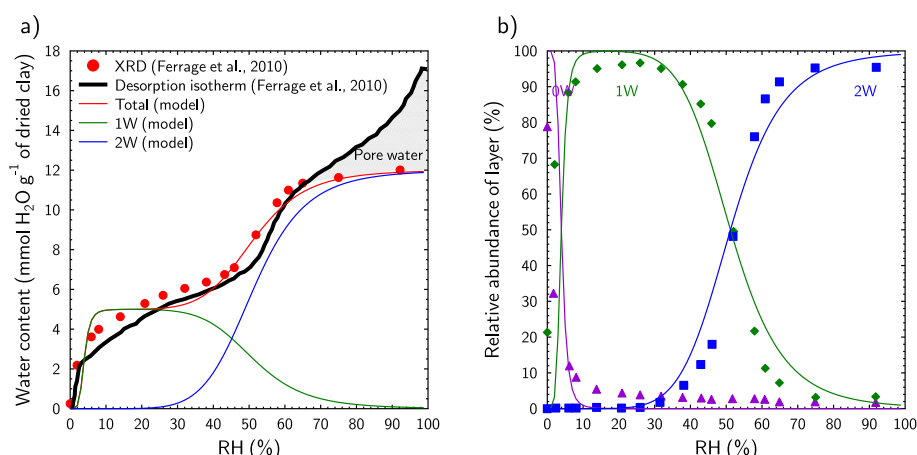 a)
Water content (mmol H₂O g⁻¹ of dried clay)
18
16
14
12
10
8
6
4
2
0
XRD (Ferrage et al., 2010)
Desorption isotherm (Ferrage et al., 2010)
Total (model)
1W (model)
2W (model)
Pore water
0 10 20 30 40 50 60 70 80 90 100
RH (%)
b)
Relative abundance of layer (%)
100
90
80
70
60
50
40
30
20
10
0
0W 1W 2W
0 10 20 30 40 50 60 70 80 90 100
RH (%)